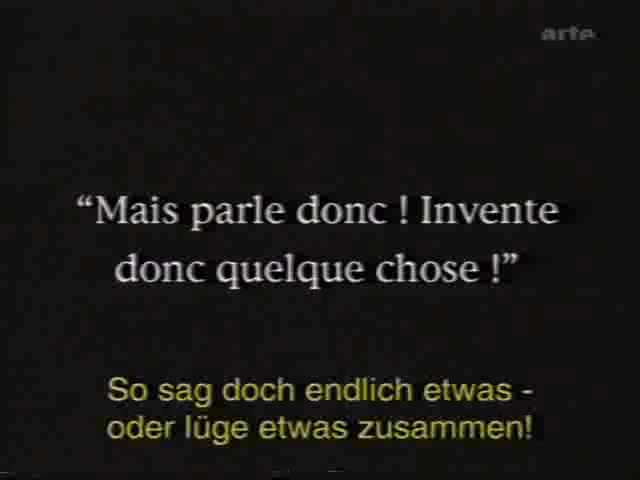 arte
“Mais parle donc ! Invente
donc quelque chose !”
So sag doch endlich etwas -
oder lüge etwas zusammen!